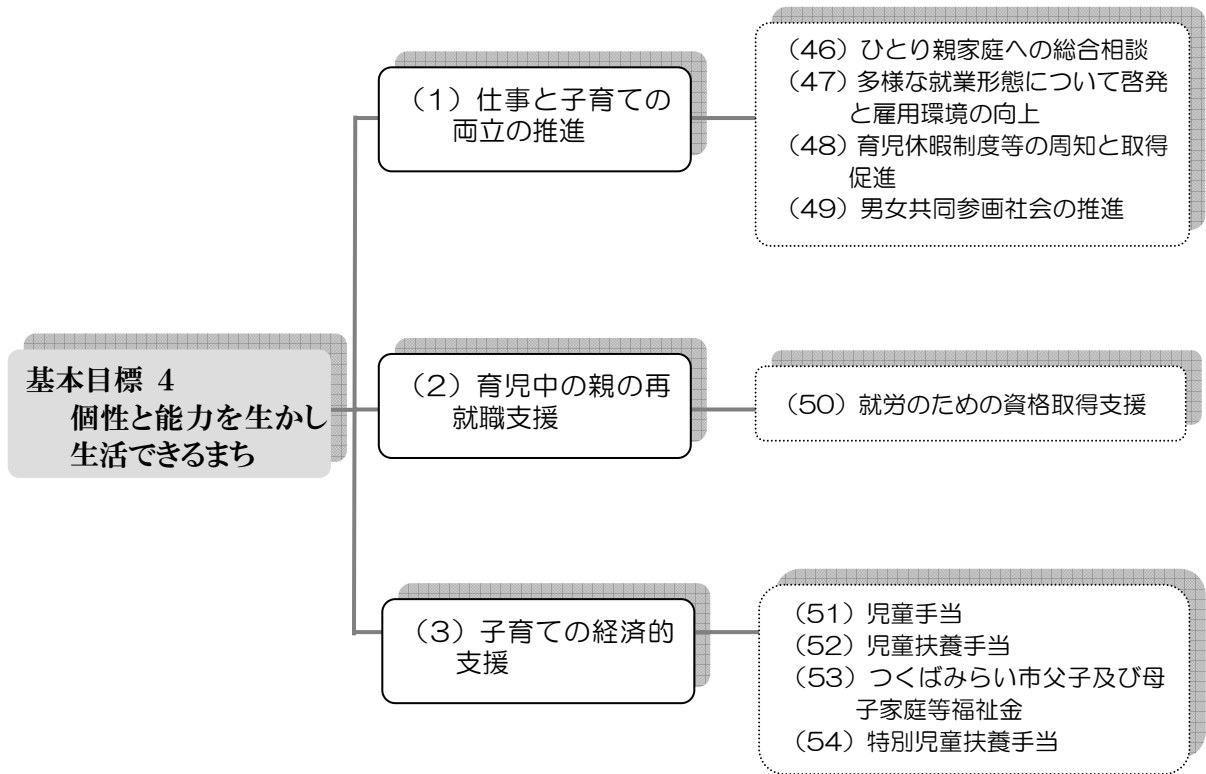 基本目標 4
個性と能力を生かし
生活できるまち
(1)仕事と子育ての
両立の推進
(46)ひとり親家庭への総合相談
(47)多様な就業形態について啓発
と雇用環境の向上
(48)育児休暇制度等の周知と取得
促進
(49)男女共同参画社会の推進
(2)育児中の親の再
就職支援
(50)就労のための資格取得支援
(3)子育ての経済的
支援
(51)児童手当
(52)児童扶養手当
(53)つくばみらい市父子及び母
子家庭等福祉金
(54)特別児童扶養手当